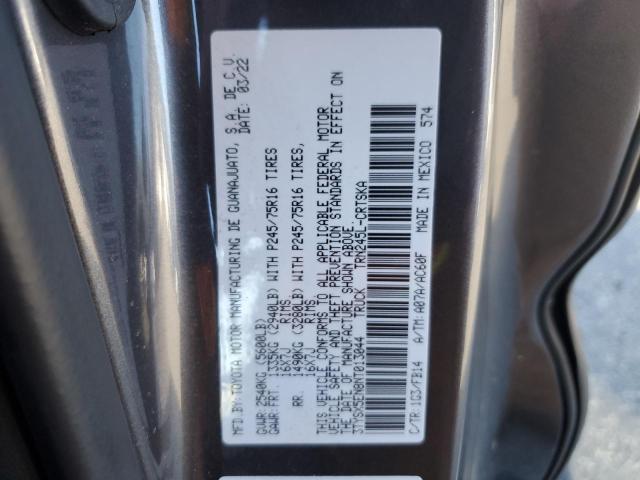 MFD.BY:TOYOTA MOTOR MANUFACTURING DE GUANAJUATO, S.A. DE C.V.
DATE: 03/22
GVWR: 2540KG (5600LB)
GAWR:FRT. 1335KG (2940LB) WITH P245/75R16 TIRES
16X7J RIMS
RR. 1490KG (3280LB) WITH P245/75R16 TIRES,
16X7J RIMS
THIS VEHICLE CONFORMS TO ALL APPLICABLE FEDERAL MOTOR
VEHICLE SAFETY AND THEFT PREVENTION STANDARDS IN EFFECT ON
THE DATE OF MANUFACTURE SHOWN ABOVE.
3TYSX5EN0NT013044 TRUCK TRN245L-CRTSKA
C/TR:1G3/FB14 A/TM:A07A/AC60F MADE IN MEXICO 574